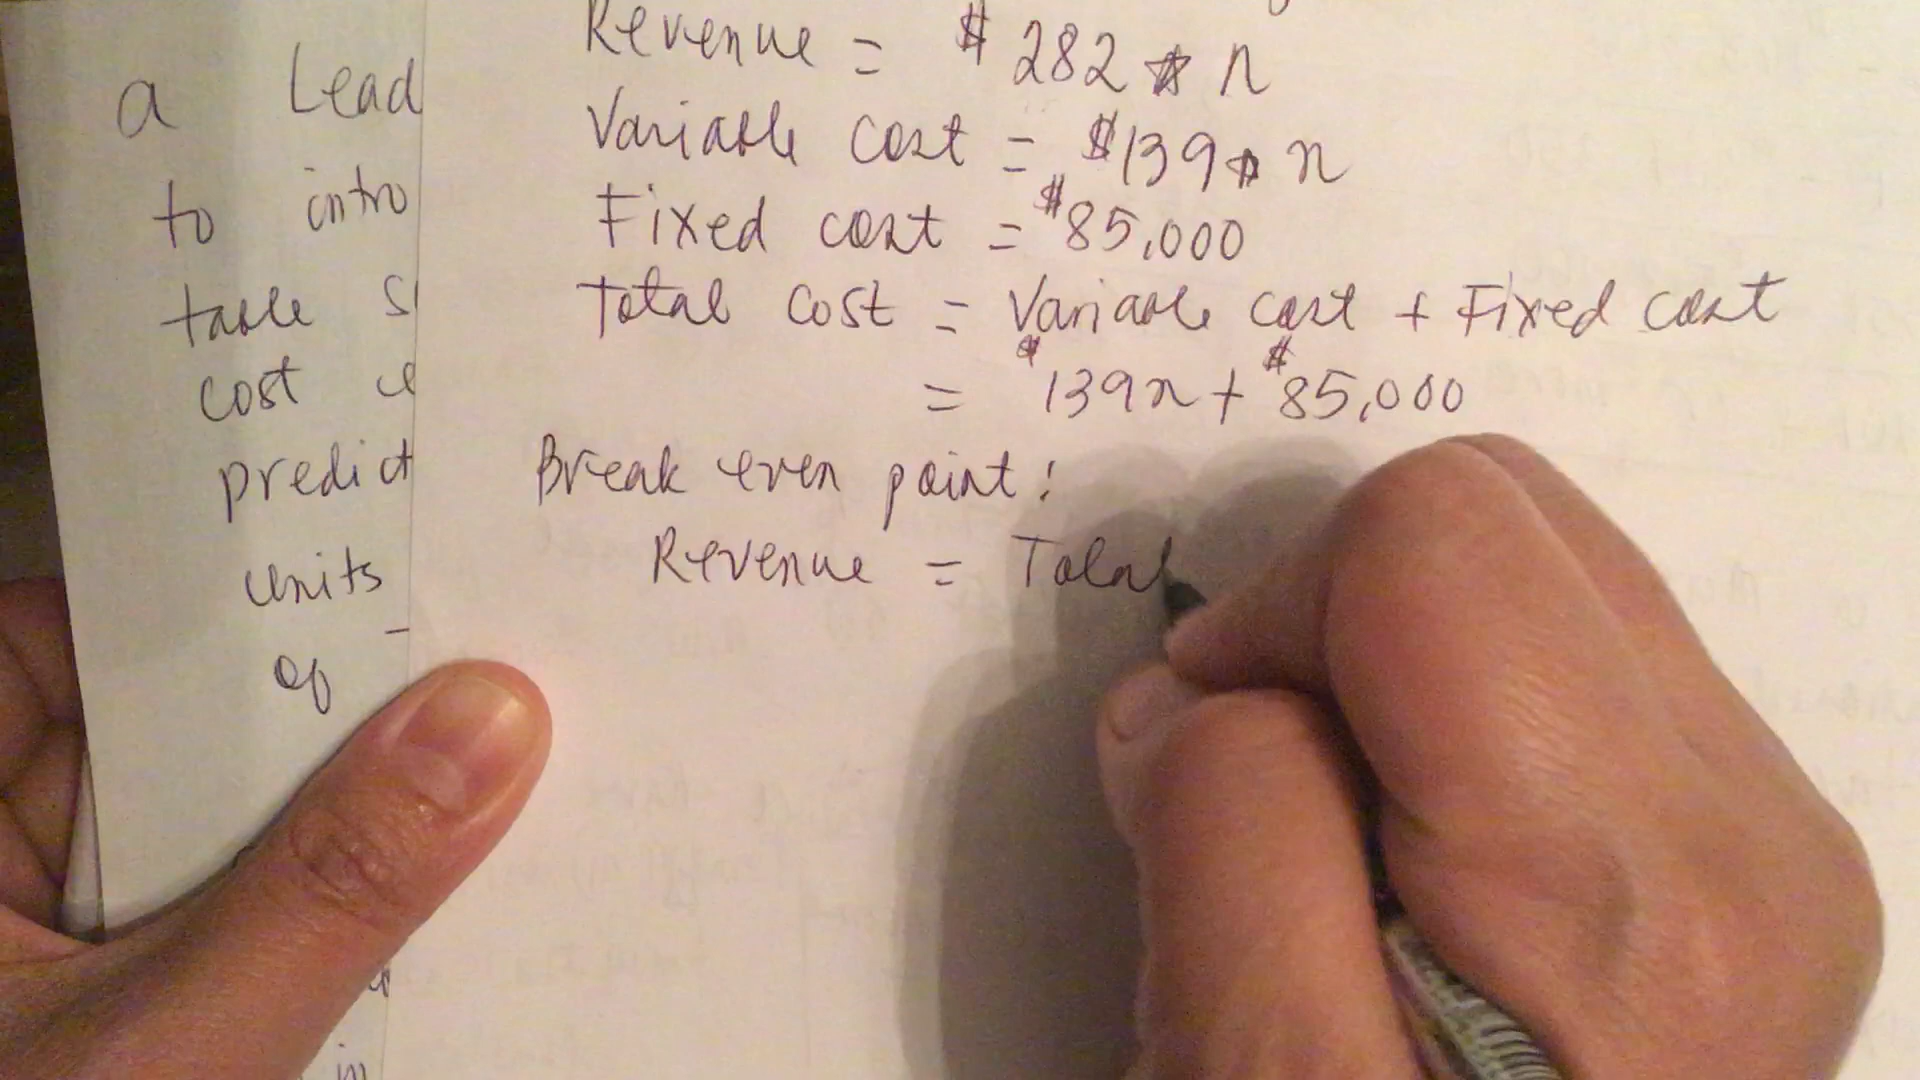 a Lead
to intro
table
cost
predict
units
of
in
Revenue = $282 * n
Variable cost = $139 * n
Fixed cost = $85,000
Total cost = Variable cost + Fixed cost
= $139n + $85,000
Break even point:
Revenue = Total